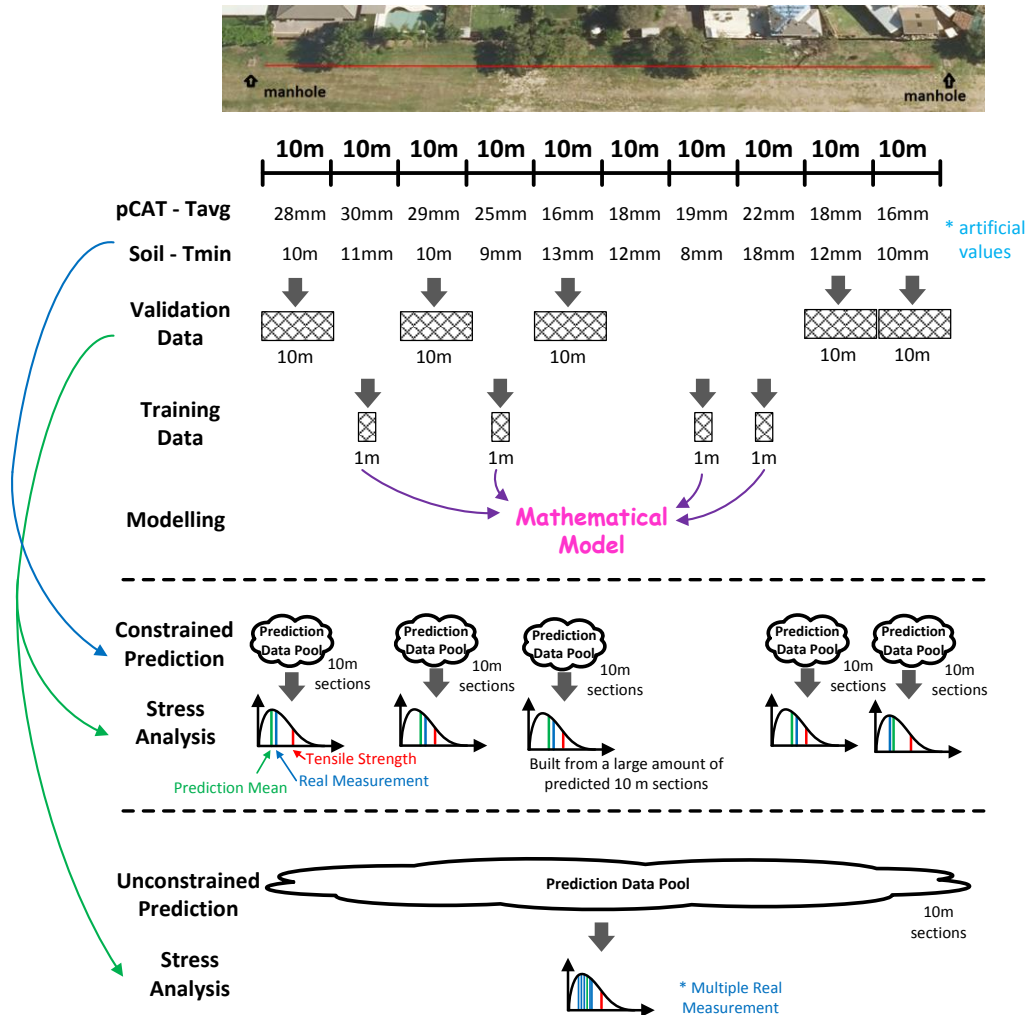 manhole
manhole
10m 10m 10m 10m 10m 10m 10m 10m 10m 10m
pCAT - Tavg 28mm 30mm 29mm 25mm 16mm 18mm 19mm 22mm 18mm 16mm
* artificial
values
Soil - Tmin 10m 11mm 10m 9mm 13mm 12mm 8mm 18mm 12mm 10mm
Validation
Data
10m 10m 10m 10m 10m
Training
Data
1m 1m 1m 1m
Modelling
Mathematical
Model
Constrained
Prediction
Prediction
Data Pool
10m
sections
Prediction
Data Pool
10m
sections
Prediction
Data Pool
10m
sections
Prediction
Data Pool
10m
sections
Prediction
Data Pool
10m
sections
Stress
Analysis
Tensile Strength
Real Measurement
Prediction Mean
Built from a large amount of
predicted 10 m sections
Unconstrained
Prediction
Prediction Data Pool
10m
sections
Stress
Analysis
* Multiple Real
Measurement